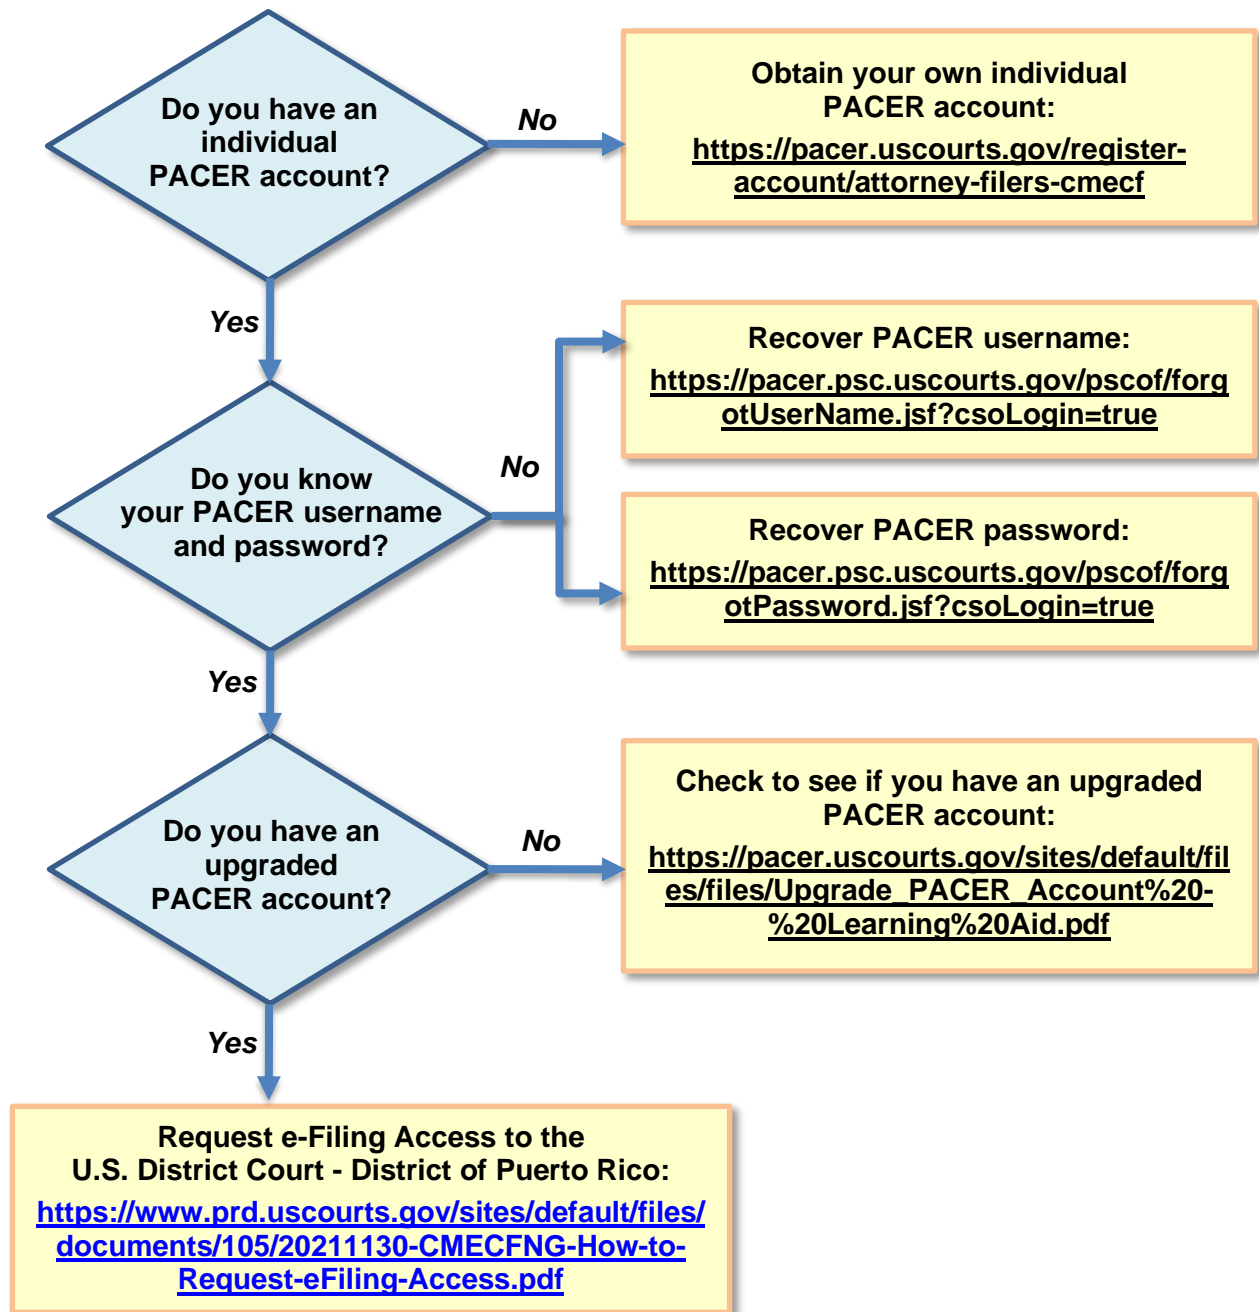 Do you have an
individual
PACER account?
No
Obtain your own individual
PACER account:
https://pacer.uscourts.gov/register-
account/attorney-filers-cmecf
Yes
Do you know
your PACER username
and password?
No
Recover PACER username:
https://pacer.psc.uscourts.gov/pscof/forg
otUserName.jsf?csoLogin=true
Recover PACER password:
https://pacer.psc.uscourts.gov/pscof/forg
otPassword.jsf?csoLogin=true
Yes
Do you have an
upgraded
PACER account?
No
Check to see if you have an upgraded
PACER account:
https://pacer.uscourts.gov/sites/default/fil
es/files/Upgrade_PACER_Account%20-
%20Learning%20Aid.pdf
Yes
Request e-Filing Access to the
U.S. District Court - District of Puerto Rico:
https://www.prd.uscourts.gov/sites/default/files/
documents/105/20211130-CMECFNG-How-to-
Request-eFiling-Access.pdf